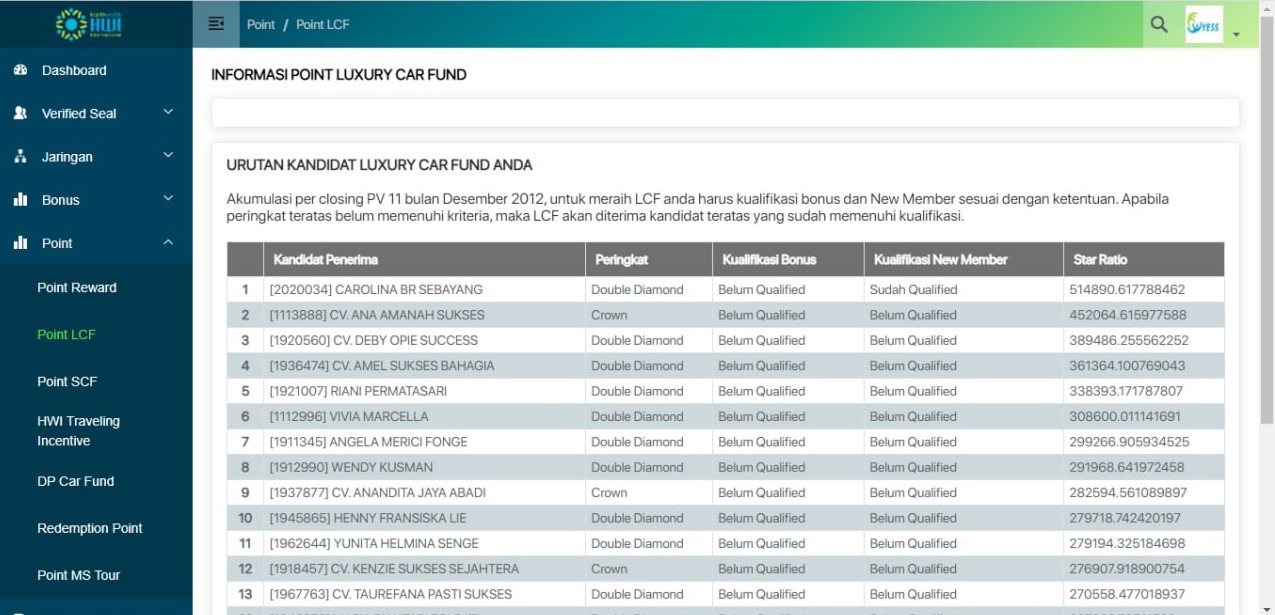 HWI
Point / Point LCF
WYESS
Dashboard
Verified Seal
Jaringan
Bonus
Point
Point Reward
Point LCF
Point SCF
HWI Traveling
Incentive
DP Car Fund
Redemption Point
Point MS Tour
INFORMASI POINT LUXURY CAR FUND
URUTAN KANDIDAT LUXURY CAR FUND ANDA
Akumulasi per closing PV 11 bulan Desember 2012, untuk meraih LCF anda harus kualifikasi bonus dan New Member sesuai dengan ketentuan. Apabila
peringkat teratas belum memenuhi kriteria, maka LCF akan diterima kandidat teratas yang sudah memenuhi kualifikasi.
Kandidat Penerima Peringkat Kualifikasi Bonus Kualifikasi New Member Star Ratio
1 [2020034] CAROLINA BR SEBAYANG Double Diamond Belum Qualified Sudah Qualified 514890.617788462
2 [1113888] CV. ANA AMANAH SUKSES Crown Belum Qualified Belum Qualified 452064.615977588
3 [1920560] CV. DEBY OPIE SUCCESS Double Diamond Belum Qualified Belum Qualified 389486.255562252
4 [1936474] CV. AMEL SUKSES BAHAGIA Double Diamond Belum Qualified Belum Qualified 361364.100769043
5 [1921007] RIANI PERMATASARI Double Diamond Belum Qualified Belum Qualified 338393.171787807
6 [1112996] VIVIA MARCELLA Double Diamond Belum Qualified Belum Qualified 308600.011141691
7 [1911345] ANGELA MERICI FONGE Double Diamond Belum Qualified Belum Qualified 299266.905934525
8 [1912990] WENDY KUSMAN Double Diamond Belum Qualified Belum Qualified 291968.641972458
9 [1937877] CV. ANANDITA JAYA ABADI Crown Belum Qualified Belum Qualified 282594.561089897
10 [1945865] HENNY FRANSISKA LIE Double Diamond Belum Qualified Belum Qualified 279718.742420197
11 [1962644] YUNITA HELMINA SENGE Double Diamond Belum Qualified Belum Qualified 279194.325184698
12 [1918457] CV. KENZIE SUKSES SEJAHTERA Crown Belum Qualified Belum Qualified 276907.918900754
13 [1967763] CV. TAUREFANA PASTI SUKSES Double Diamond Belum Qualified Belum Qualified 270558.477018937